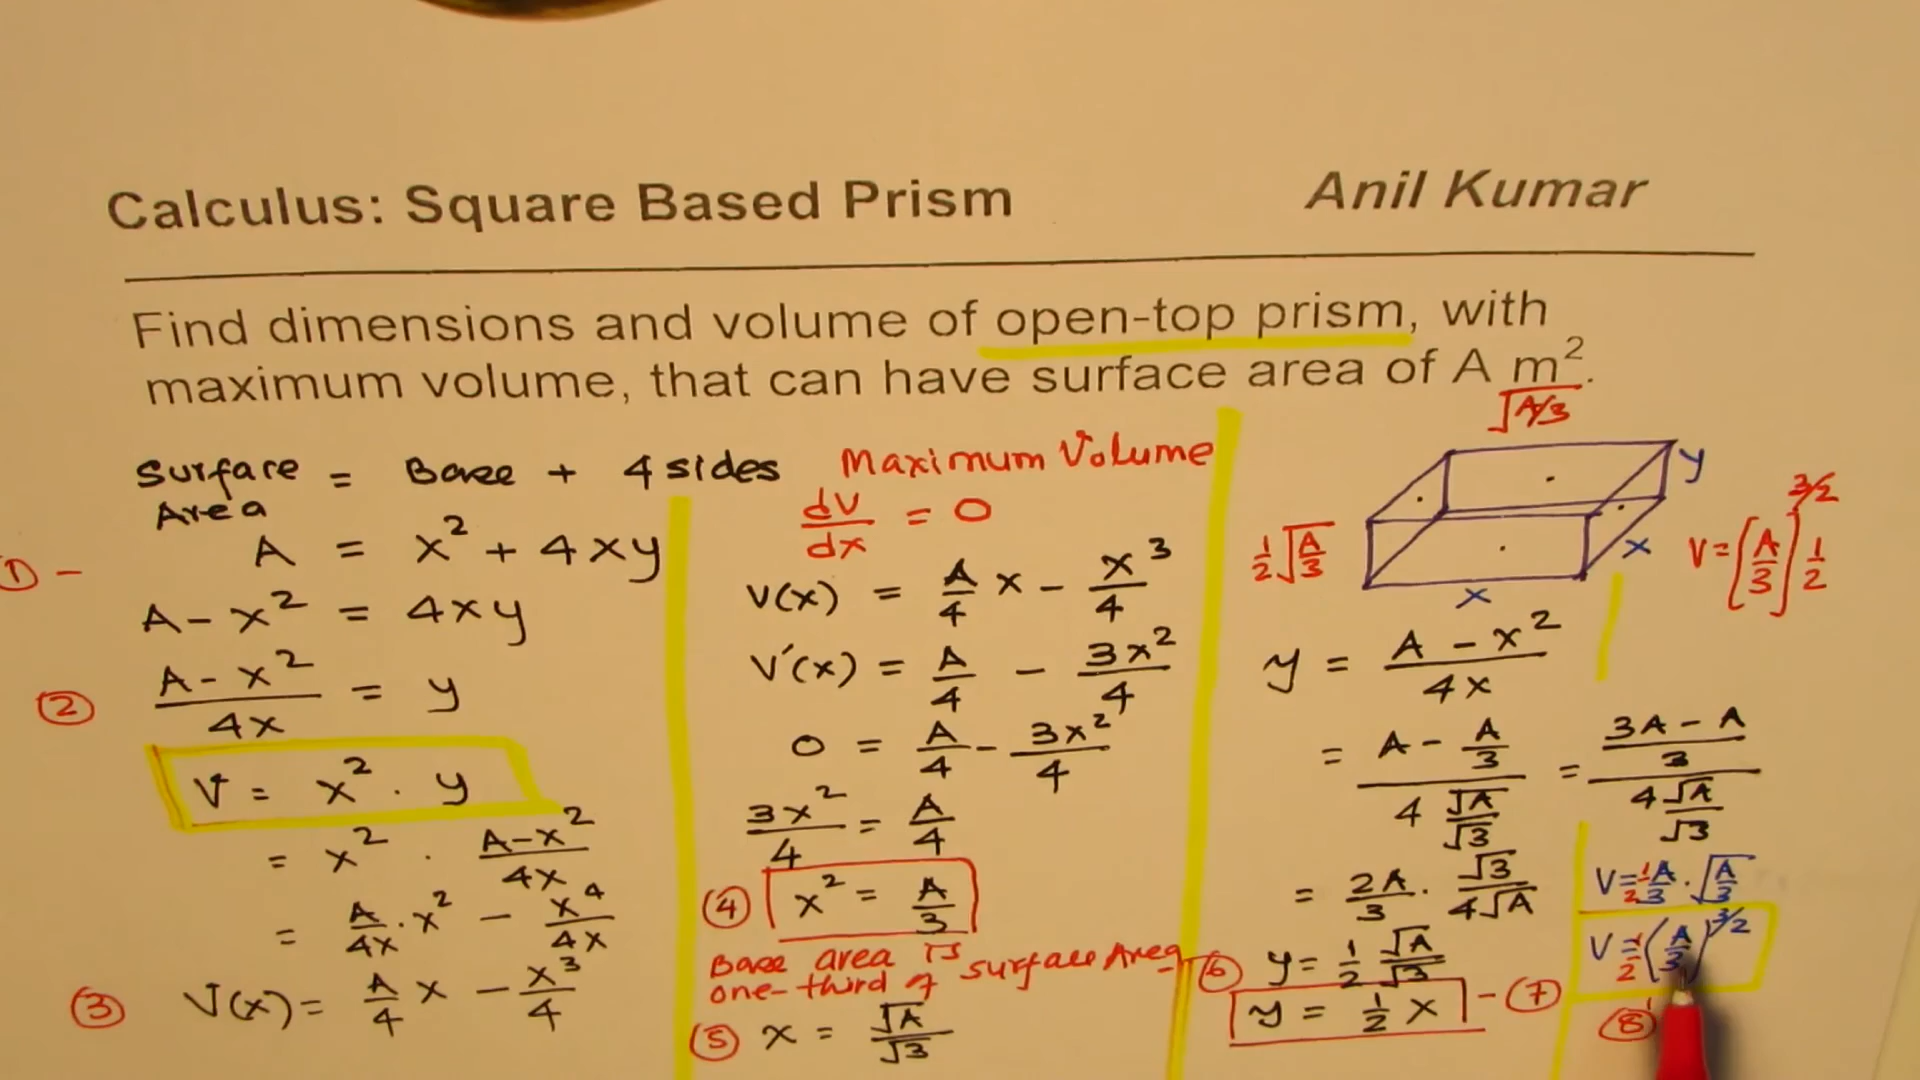 Calculus: Square Based Prism
Anil Kumar
Find dimensions and volume of open-top prism, with
maximum volume, that can have surface area of A m².
Surface Area = Base + 4 sides
① - A = x² + 4xy
A - x² = 4xy
② (A - x²)/4x = y
V = x² . y
= x² . (A-x²)/4x
= A/4x . x² - x⁴/4x
③ V(x) = A/4 x - x³/4
Maximum Volume
dV/dx = 0
V(x) = A/4 x - x³/4
V'(x) = A/4 - 3x²/4
0 = A/4 - 3x²/4
3x²/4 = A/4
④ x² = A/3
Base area is one-third of surface Area
⑤ x = √A/√3
√A/3
y
½ √A/3
x
x
V = (A/3)^3/2 ½
y = (A - x²)/4x
= (A - A/3)/(4 √A/√3) = ((3A - A)/3)/(4 √A/√3)
= 2A/3 . √3/4√A
⑥ y = ½ √A/√3
y = ½ x - ⑦
V = ½ A/3 . √A/3
V = ½ (A/3)^3/2
⑧